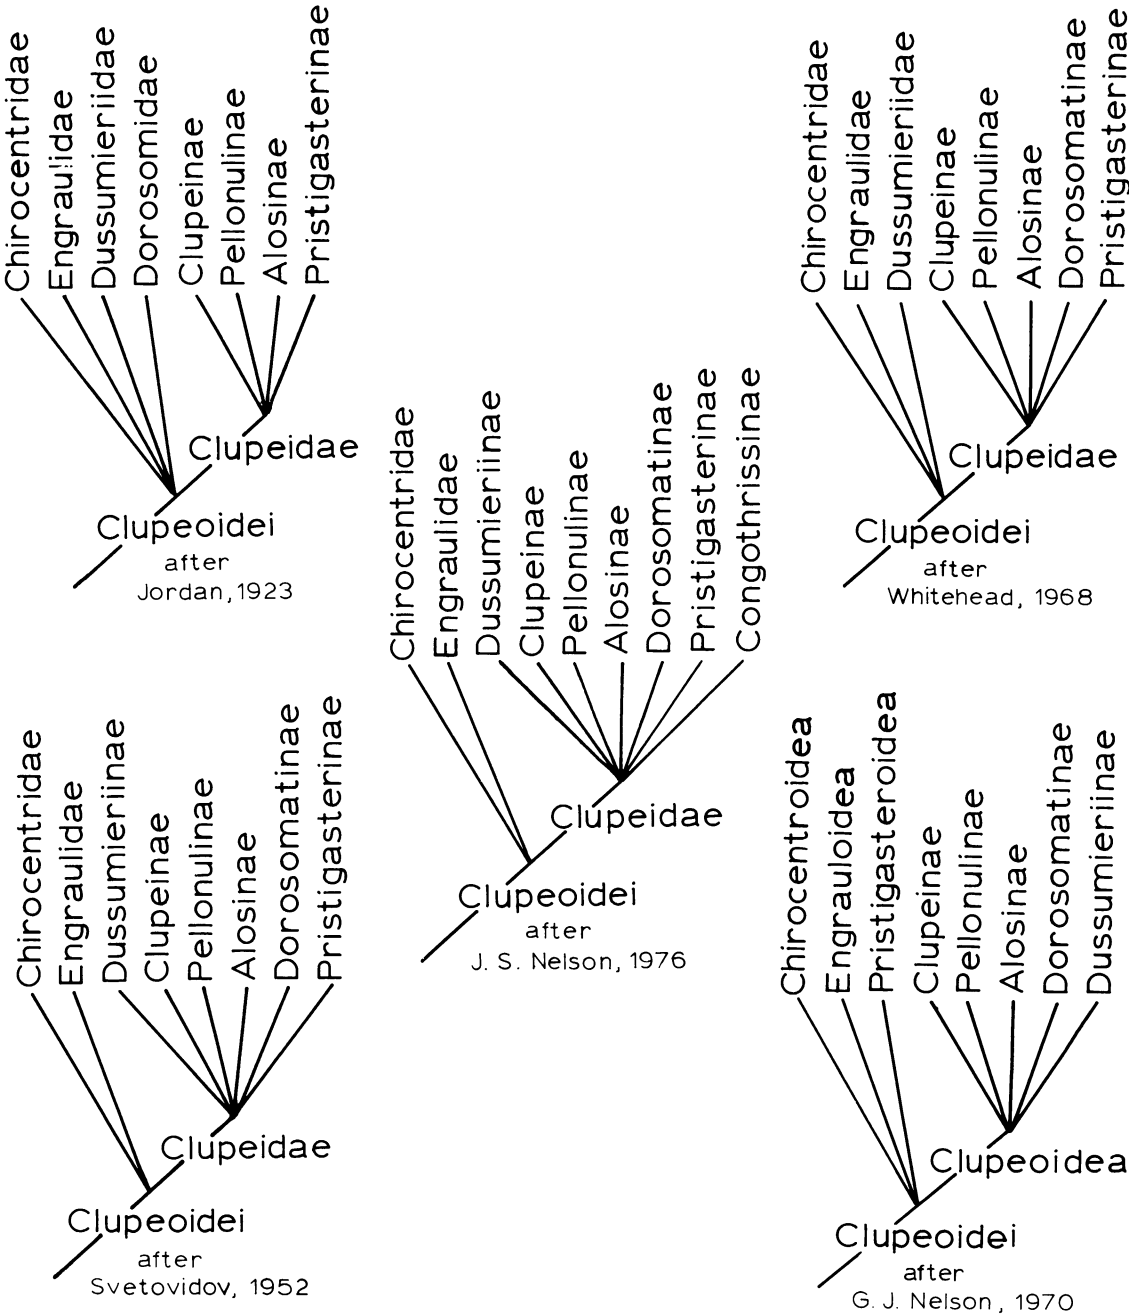 Chirocentridae
Engraulidae
Dussumieriidae
Dorosomidae
Clupeinae
Pellonulinae
Alosinae
Pristigasterinae
Clupeidae
Clupeoidei
after
Jordan, 1923
Chirocentridae
Engraulidae
Dussumieriidae
Clupeinae
Pellonulinae
Alosinae
Dorosomatinae
Pristigasterinae
Clupeidae
Clupeoidei
after
Whitehead, 1968
Chirocentridae
Engraulidae
Dussumieriinae
Clupeinae
Pellonulinae
Alosinae
Dorosomatinae
Pristigasterinae
Congothrissinae
Clupeidae
Clupeoidei
after
J. S. Nelson, 1976
Chirocentridae
Engraulidae
Dussumieriinae
Clupeinae
Pellonulinae
Alosinae
Dorosomatinae
Pristigasterinae
Clupeidae
Clupeoidei
after
Svetovidov, 1952
Chirocentroidea
Engrauloidea
Pristigasteroidea
Clupeinae
Pellonulinae
Alosinae
Dorosomatinae
Dussumieriinae
Clupeoidea
Clupeoidei
after
G. J. Nelson, 1970